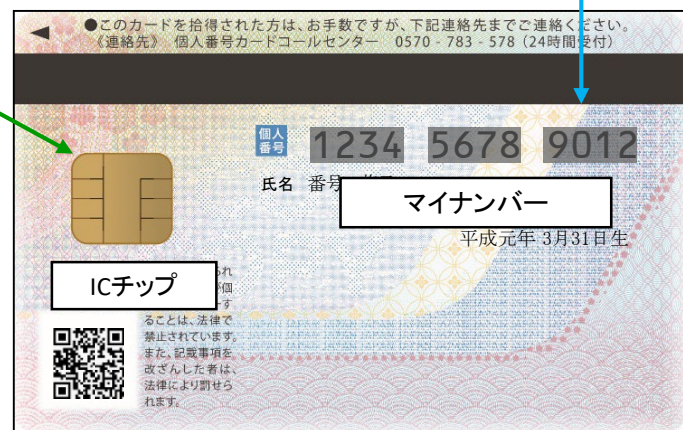 ●このカードを拾得された方は、お手数ですが、下記連絡先までご連絡ください。
《連絡先》 個人番号カードコールセンター 0570 - 783 - 578（24時間受付）
個人番号 1234 5678 9012
氏名 番号
マイナンバー
平成元年 3月31日生
ICチップ
られ
が個
す
ることは、法律で
禁止されています。
また、記載事項を
改ざんした者は、
法律により罰せら
れます。